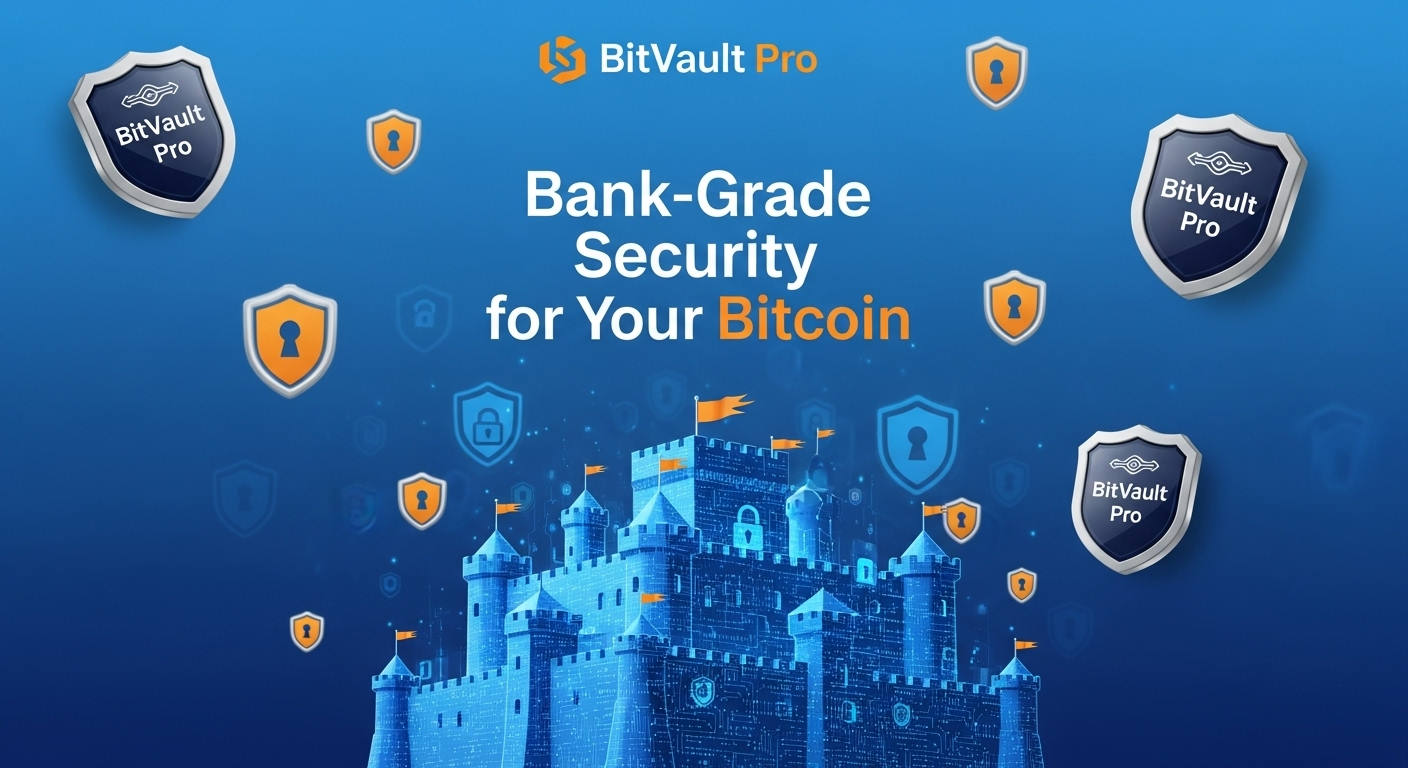 BitVault Pro
BitVault
Pro
Bank-Grade
Security
for Your Bitcoin
BitVault
Pro
BitVault
Pro